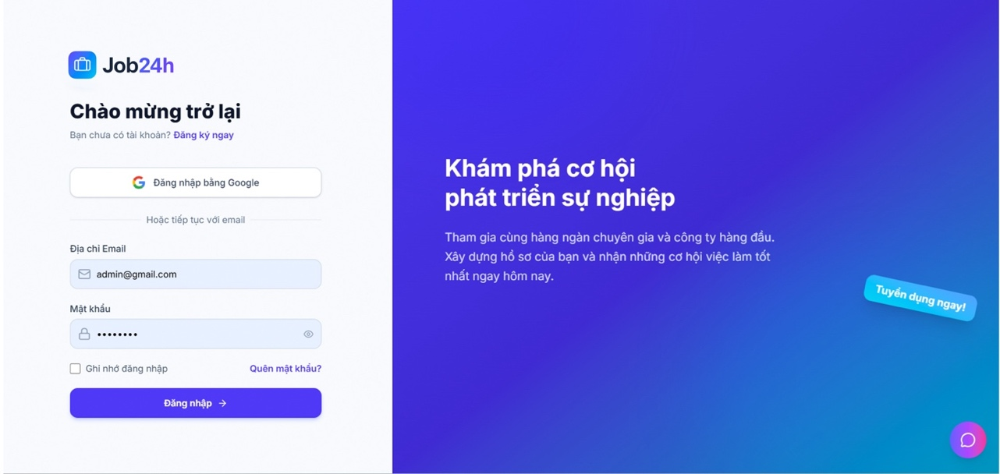 Job24h
Chào mừng trở lại
Bạn chưa có tài khoản? Đăng ký ngay
Đăng nhập bằng Google
Hoặc tiếp tục với email
Địa chỉ Email
admin@gmail.com
Mật khẩu
••••••••
Ghi nhớ đăng nhập
Quên mật khẩu?
Đăng nhập →
Khám phá cơ hội
phát triển sự nghiệp
Tham gia cùng hàng ngàn chuyên gia và công ty hàng đầu.
Xây dựng hồ sơ của bạn và nhận những cơ hội việc làm tốt
nhất ngay hôm nay.
Tuyển dụng ngay!